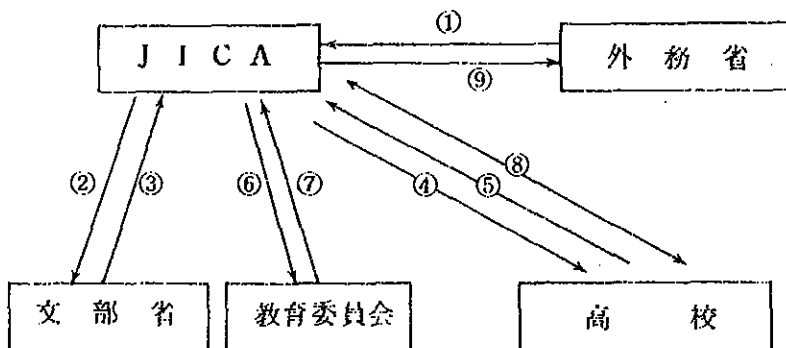 ①
JICA
外務省
⑨
②
③
⑥
⑦
④
⑤
⑧
文部省
教育委員会
高校